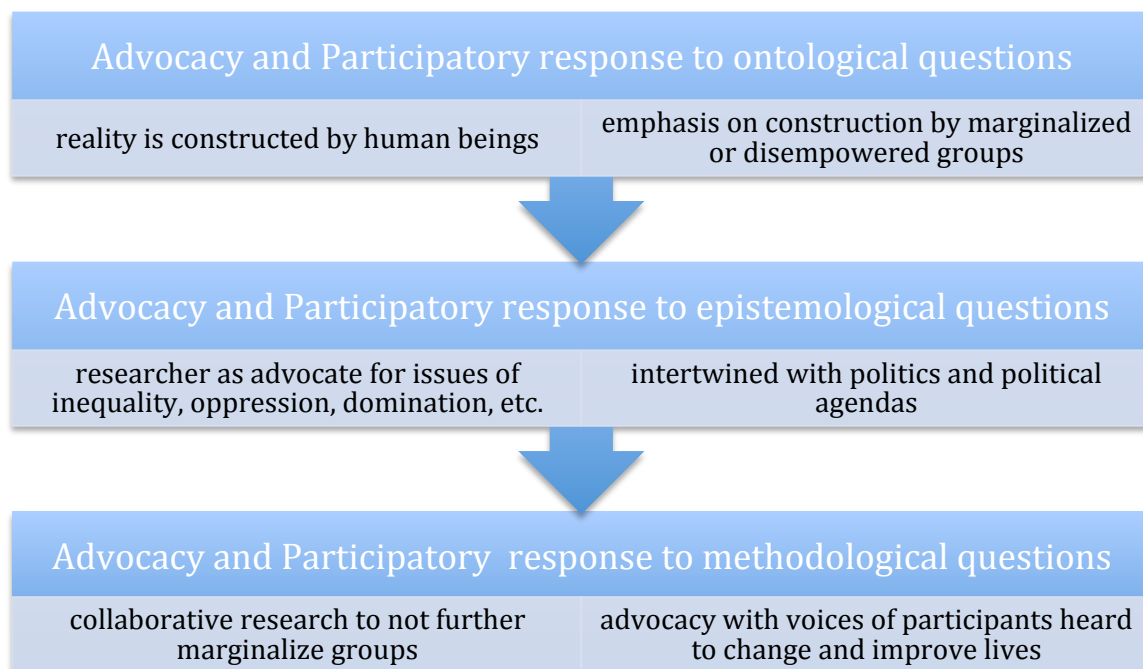 Advocacy and Participatory response to ontological questions
reality is constructed by human beings
emphasis on construction by marginalized
or disempowered groups
Advocacy and Participatory response to epistemological questions
researcher as advocate for issues of
inequality, oppression, domination, etc.
intertwined with politics and political
agendas
Advocacy and Participatory  response to methodological questions
collaborative research to not further
marginalize groups
advocacy with voices of participants heard
to change and improve lives